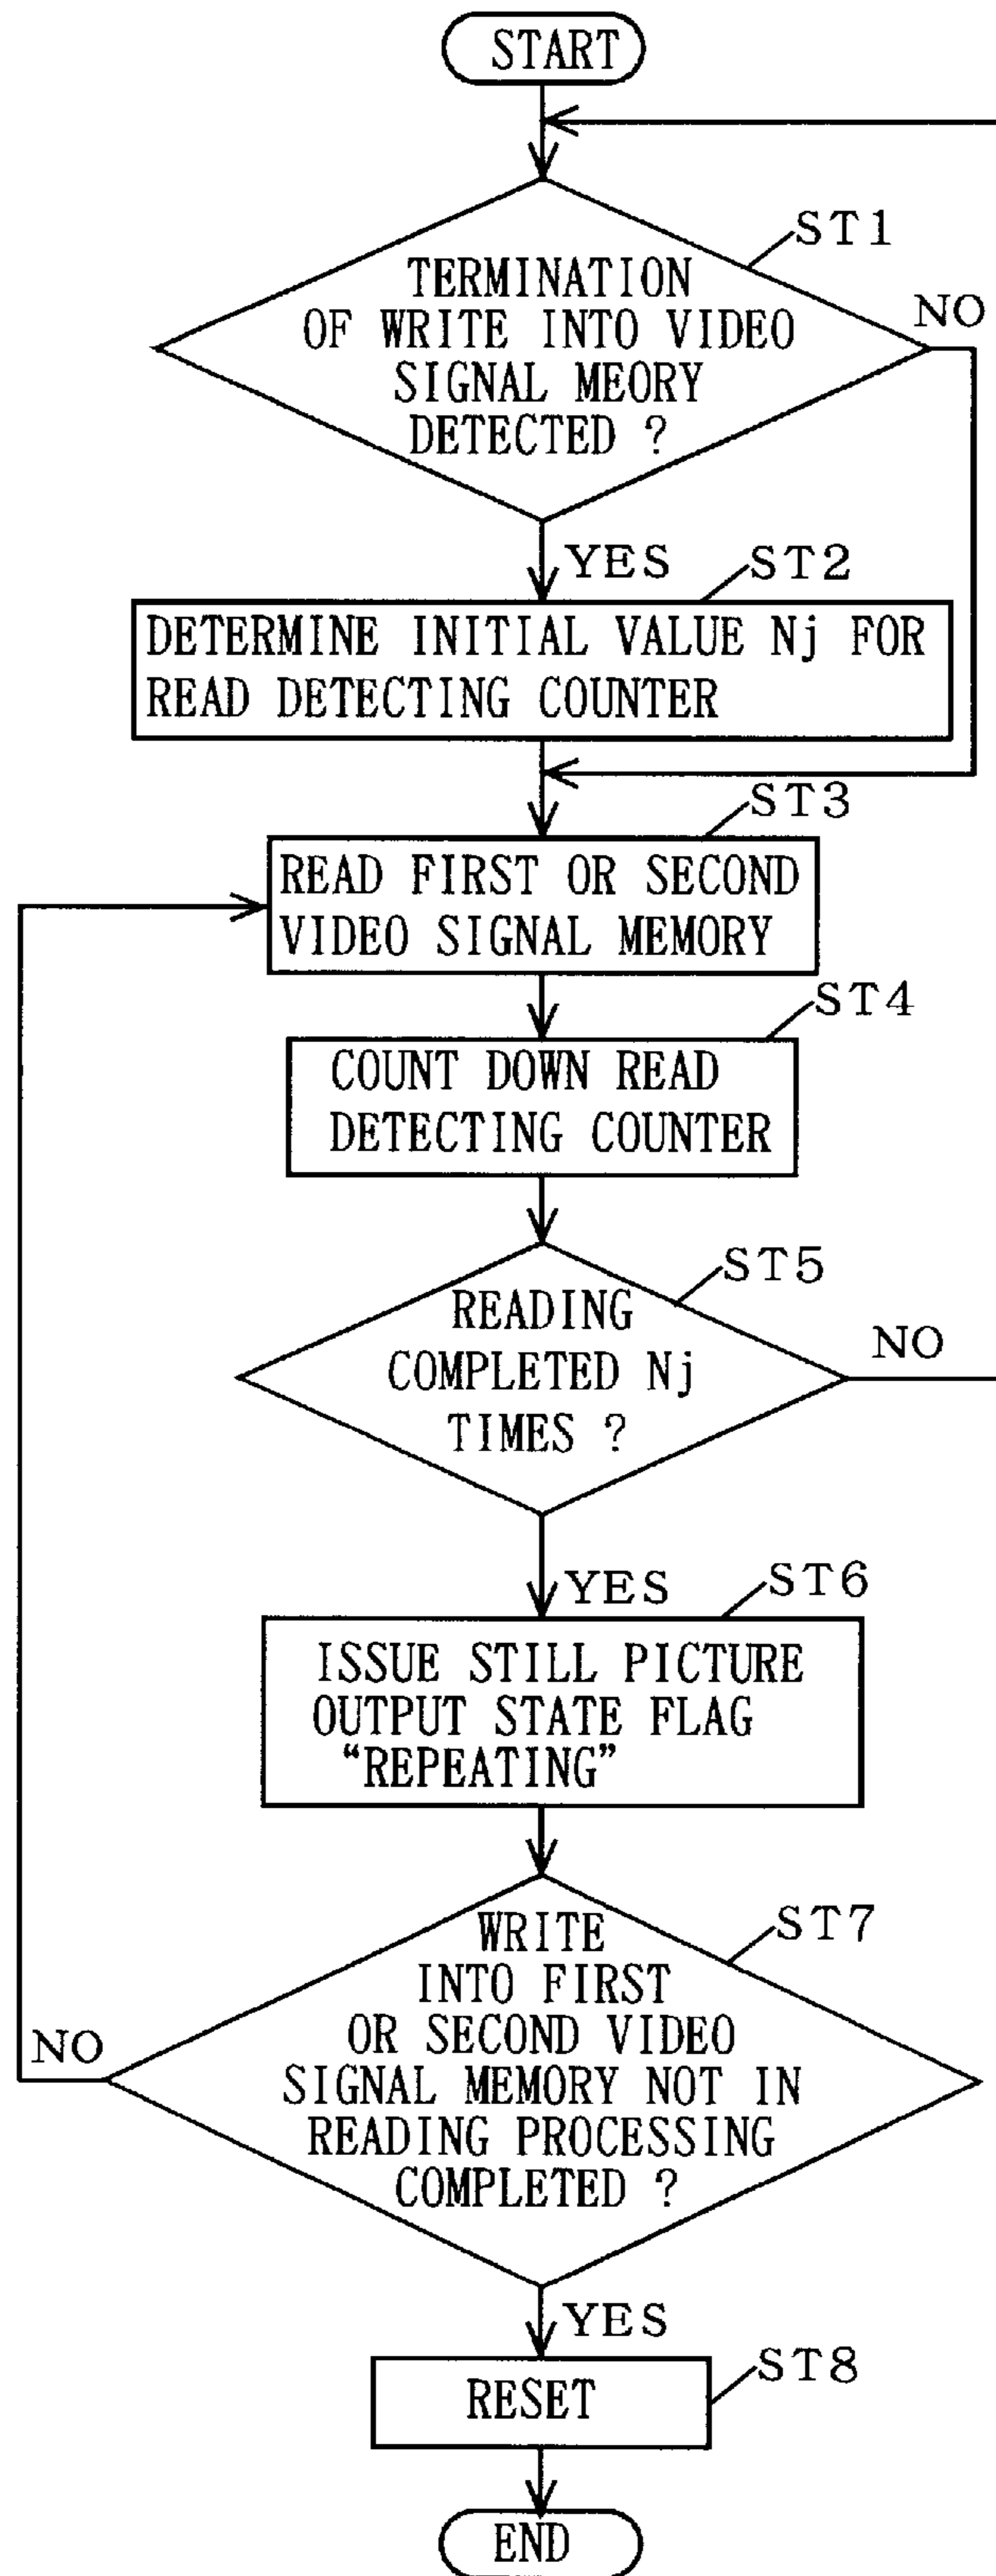 START
ST1
TERMINATION
OF WRITE INTO VIDEO
SIGNAL MEORY
DETECTED ?
NO
YES
ST2
DETERMINE INITIAL VALUE Nj FOR
READ DETECTING COUNTER
ST3
READ FIRST OR SECOND
VIDEO SIGNAL MEMORY
ST4
COUNT DOWN READ
DETECTING COUNTER
ST5
READING
COMPLETED Nj
TIMES ?
NO
YES
ST6
ISSUE STILL PICTURE
OUTPUT STATE FLAG
“REPEATING”
ST7
WRITE
INTO FIRST
OR SECOND VIDEO
SIGNAL MEMORY NOT IN
READING PROCESSING
COMPLETED ?
NO
YES
ST8
RESET
END